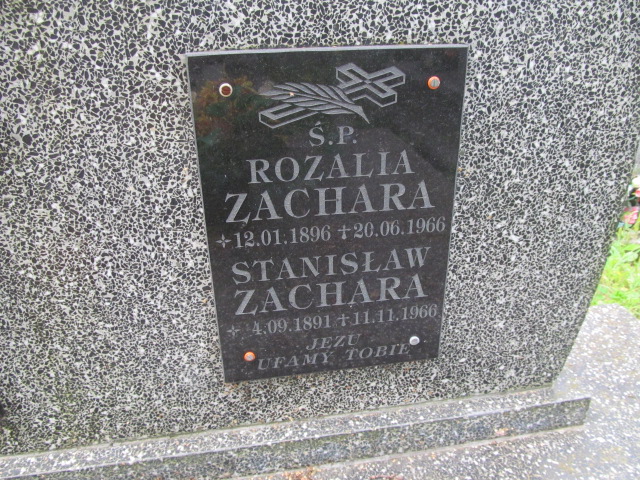 Ś.P.
ROZALIA
ZACHARA
12.01.1896 +20.06.1966
STANISŁAW
ZACHARA
4.09.1891 +11.11.1966
JEZU
UFAMY TOBIE